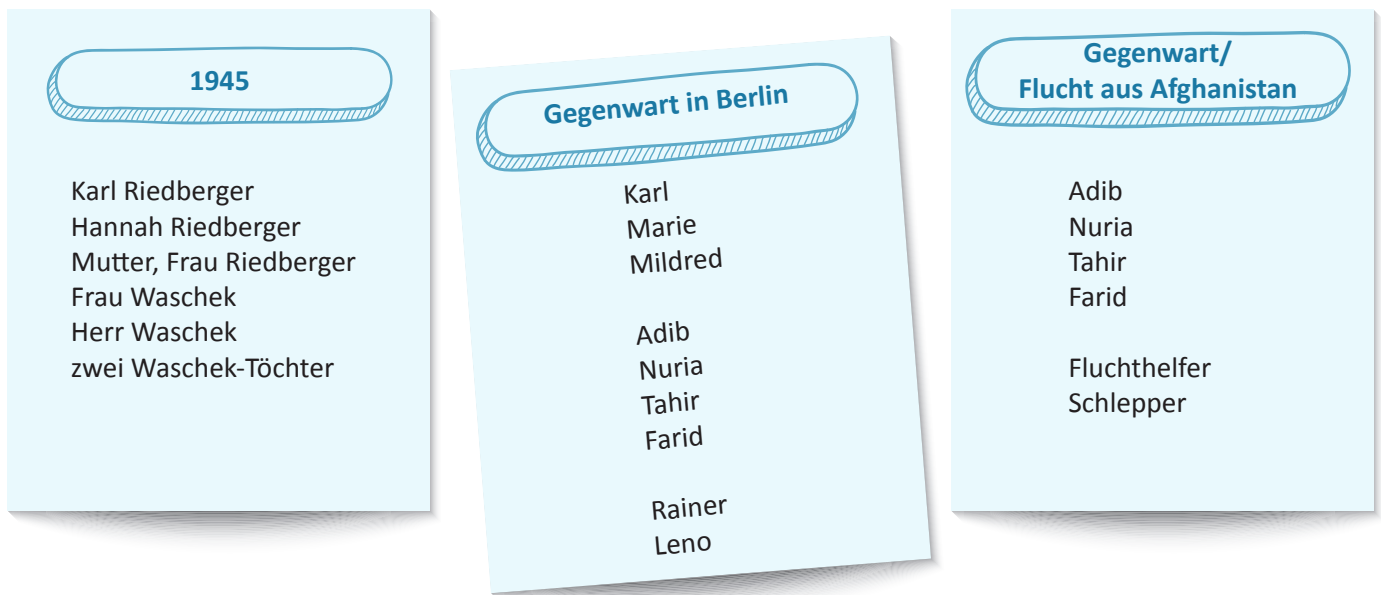 1945
Karl Riedberger
Hannah Riedberger
Mutter, Frau Riedberger
Frau Waschek
Herr Waschek
zwei Waschek-Töchter
Gegenwart in Berlin
Karl
Marie
Mildred
Adib
Nuria
Tahir
Farid
Rainer
Leno
Gegenwart/
Flucht aus Afghanistan
Adib
Nuria
Tahir
Farid
Fluchthelfer
Schlepper